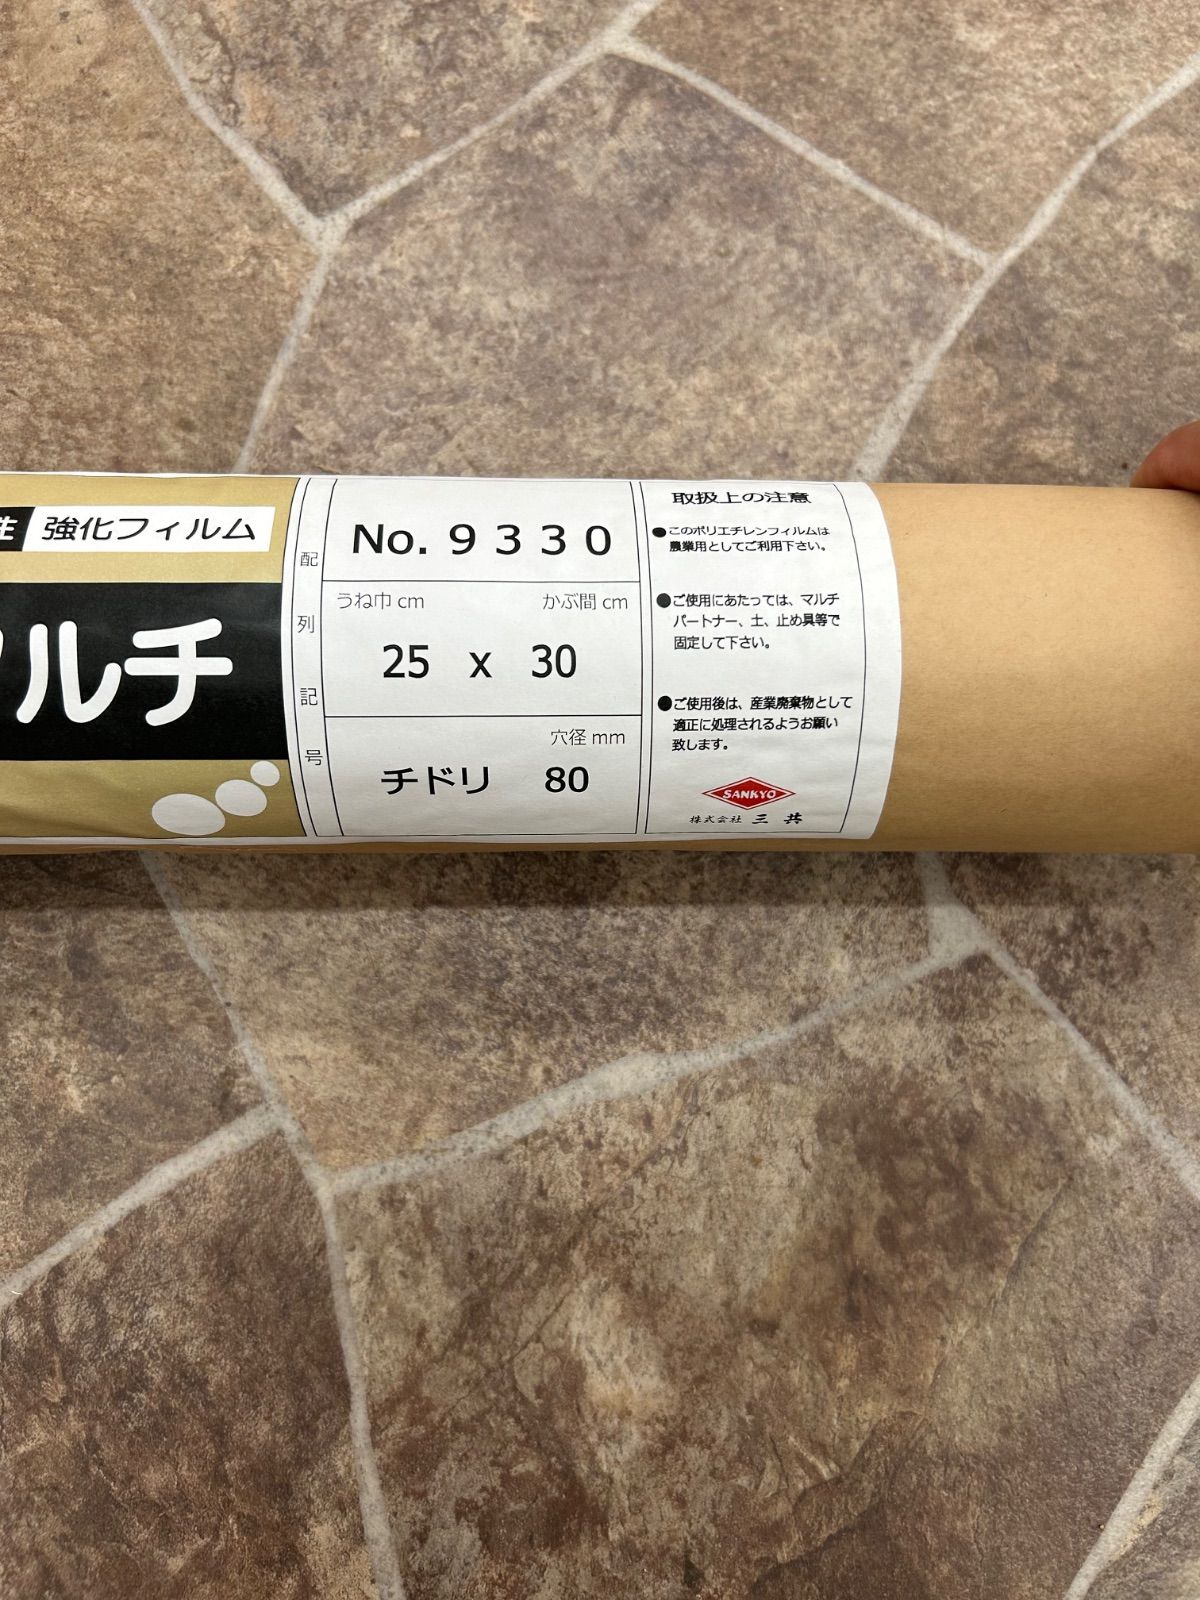 強化フィルム
ルチ
配列記号
No. 9 3 3 0
うね巾 cm かぶ間 cm
25 x 30
穴径 mm
チドリ 80
取扱上の注意
●このポリエチレンフィルムは
農業用としてご利用下さい。
●ご使用にあたっては、マルチ
パートナー、土、止め具等で
固定して下さい。
●ご使用後は、産業廃棄物として
適正に処理されるようお願い
致します。
SANKYO
株式会社 三共